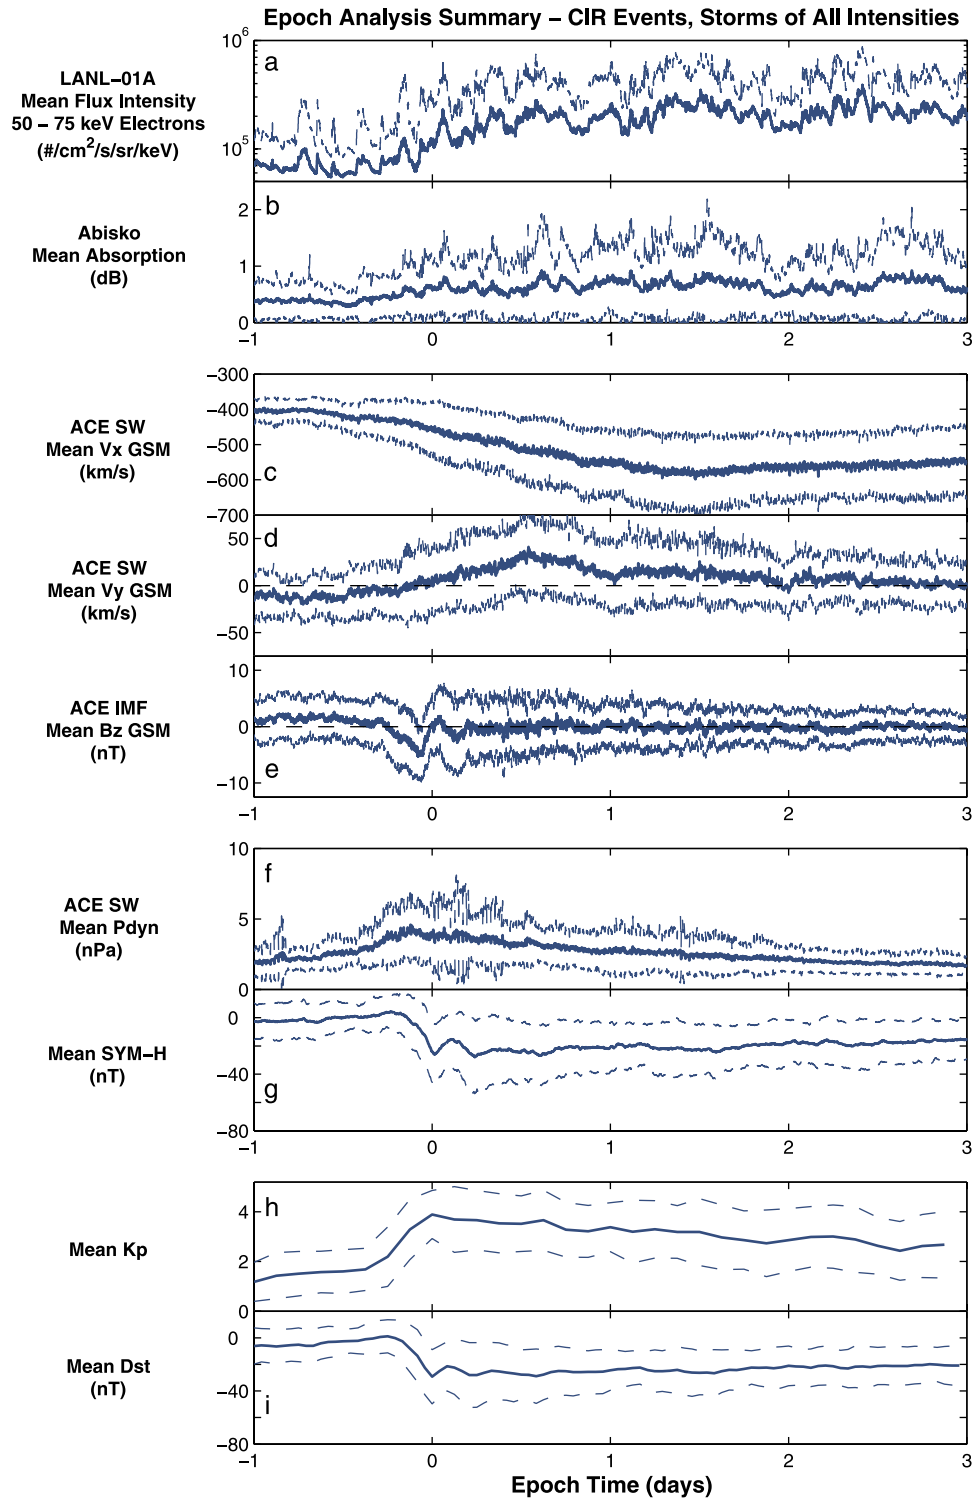 Epoch Analysis Summary – CIR Events, Storms of All Intensities
LANL–01A
Mean Flux Intensity
50 – 75 keV Electrons
(#/cm²/s/sr/keV)
10⁶
10⁵
a
Abisko
Mean Absorption
(dB)
2
1
0
b
–1
0
1
2
3
ACE SW
Mean Vx GSM
(km/s)
–300
–400
–500
–600
–700
c
ACE SW
Mean Vy GSM
(km/s)
50
0
–50
d
ACE IMF
Mean Bz GSM
(nT)
10
0
–10
e
–1
0
1
2
3
ACE SW
Mean Pdyn
(nPa)
10
5
0
f
Mean SYM–H
(nT)
0
–40
–80
g
–1
0
1
2
3
Mean Kp
4
2
0
h
Mean Dst
(nT)
0
–40
–80
i
–1
0
1
2
3
Epoch Time (days)